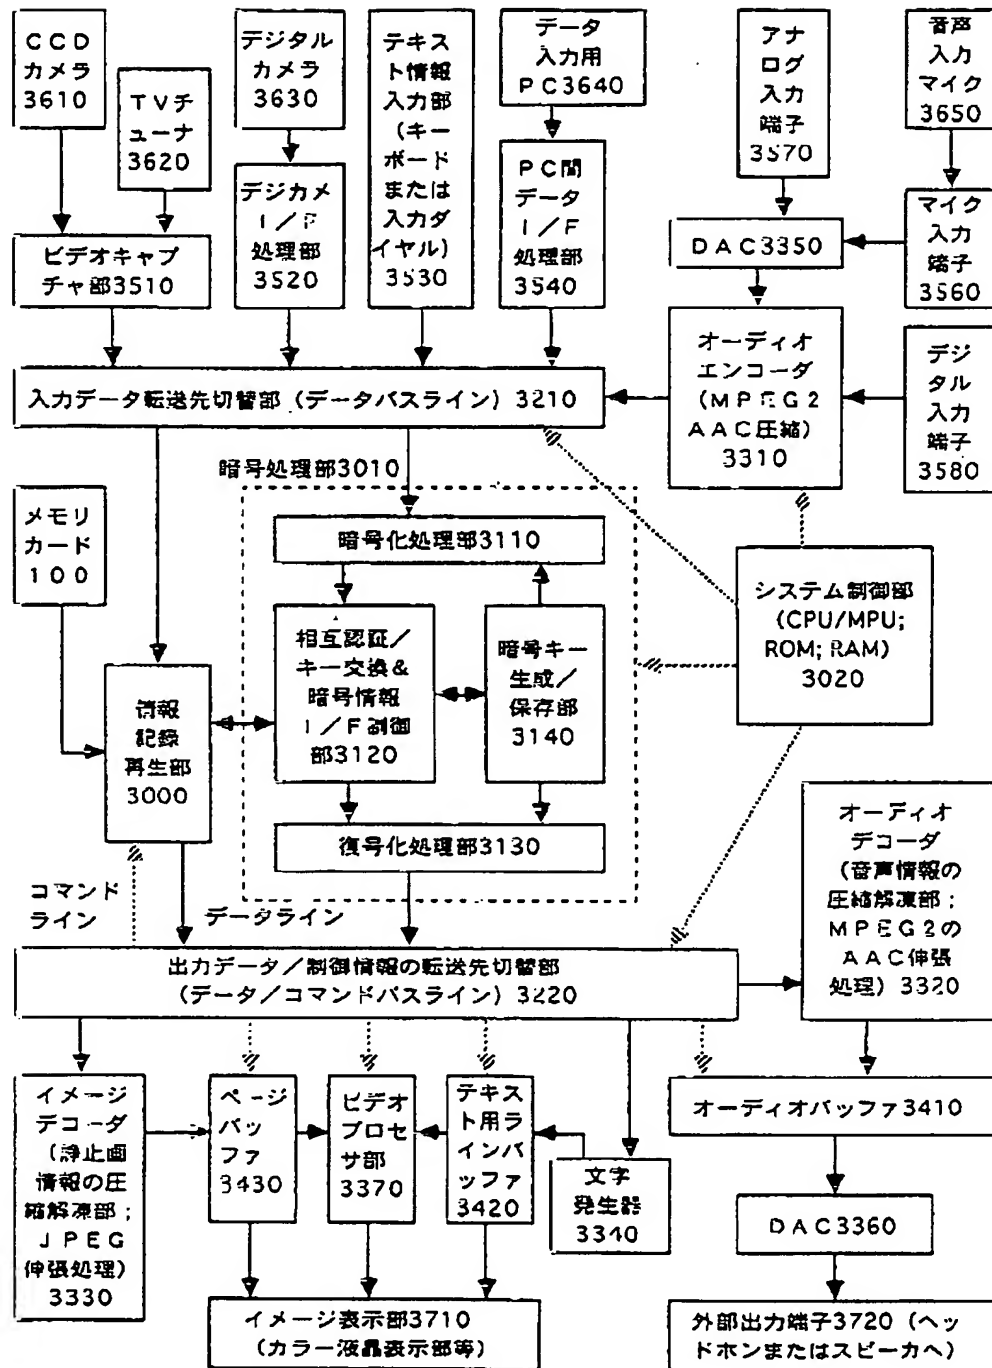 CCD
カメラ
3610
TVチ
ューナ
3620
デジタル
カメラ
3630
テキス
ト情報
入力部
(キー
ボード
または
入力ダ
イヤル)
3530
データ
入力用
PC3640
アナ
ログ
入力
端子
3570
音声
入力
マイク
3650
ビデオキャプ
チャ部3510
デジカメ
I/F
処理部
3520
PC間
データ
I/F
処理部
3540
DAC3350
マイク
入力
端子
3560
オーディオ
エンコーダ
(MPEG2
AAC圧縮)
3310
デジ
タル
入力
端子
3580
入力データ転送先切替部(データバスライン)3210
暗号処理部3010
メモリ
カード
100
暗号化処理部3110
相互認証/
キー交換&
暗号情報
I/F制御
部3120
暗号キー
生成/
保存部
3140
システム制御部
(CPU/MPU;
ROM;RAM)
3020
情報
記録
再生部
3000
復号化処理部3130
オーディオ
デコーダ
(音声情報の
圧縮解凍部;
MPEG2の
AAC伸張
処理)3320
コマンド
ライン
データライン
出力データ/制御情報の転送先切替部
(データ/コマンドバスライン)3220
イメージ
デコーダ
(静止画
情報の圧
縮解凍部;
JPEG
伸張処理)
3330
ページ
バッ
ファ
3430
ビデオ
プロセ
サ部
3370
テキス
ト用ラ
インバ
ッファ
3420
文字
発生器
3340
オーディオバッファ3410
DAC3360
イメージ表示部3710
(カラー液晶表示部等)
外部出力端子3720(ヘッ
ドホンまたはスピーカへ)